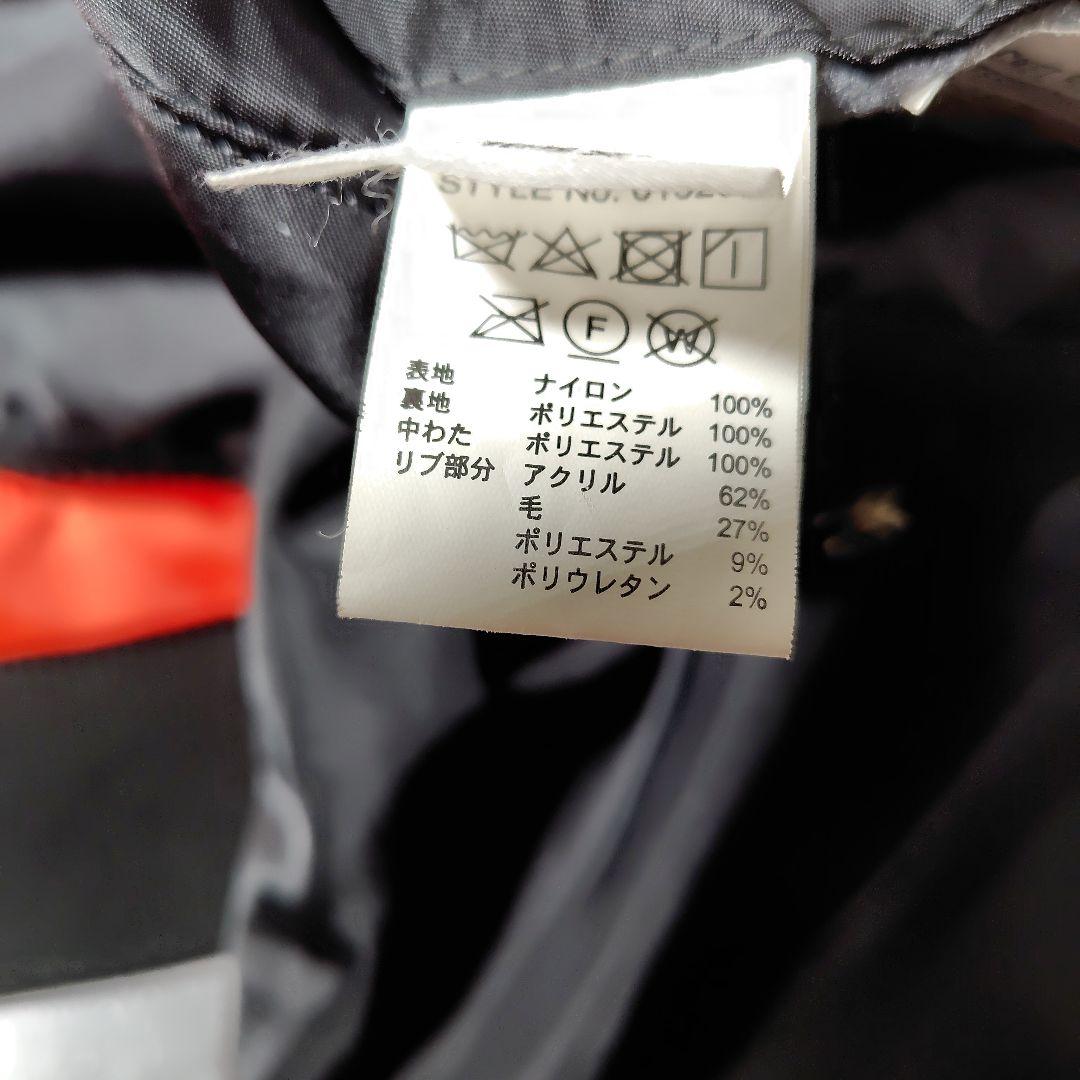 STYLE No.
F
W
表地 ナイロン 100%
裏地 ポリエステル 100%
中わた ポリエステル 100%
リブ部分 アクリル 62%
毛 27%
ポリエステル 9%
ポリウレタン 2%